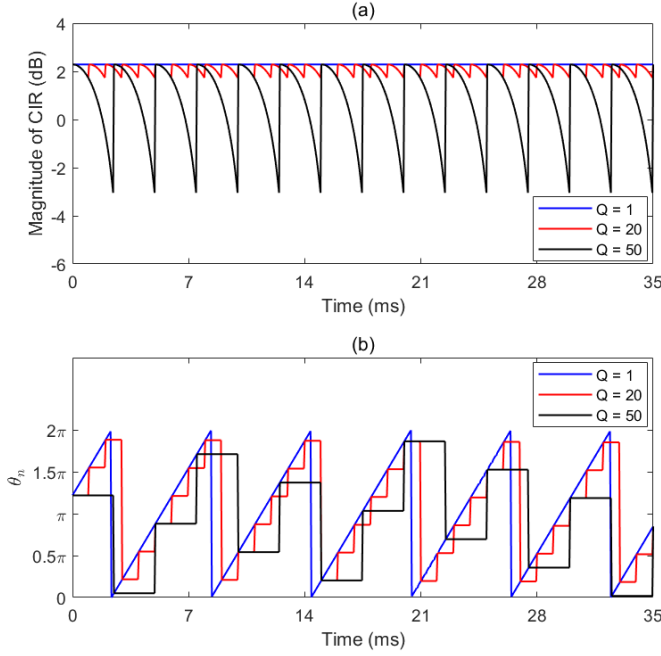 (a)
Magnitude of CIR (dB)
4
2
0
-2
-4
-6
Q = 1
Q = 20
Q = 50
0 7 14 21 28 35
Time (ms)
(b)
θn
2π
1.5π
π
0.5π
0
Q = 1
Q = 20
Q = 50
0 7 14 21 28 35
Time (ms)